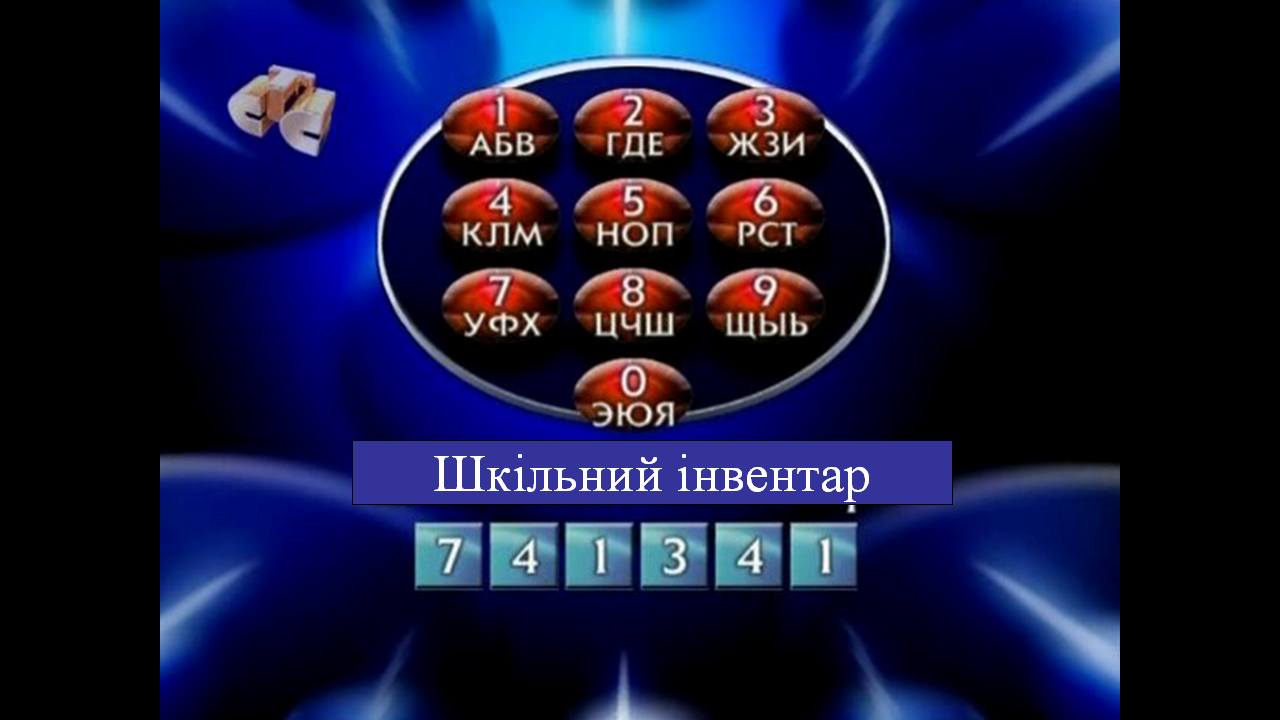 СТС
1 2 3
АБВ ГДЕ ЖЗИ
4 5 6
КЛМ НОП РСТ
7 8 9
УФХ ЦЧШ ЩЫЬ
0
ЭЮЯ
Шкільний інвентар
7 4 1 3 4 1